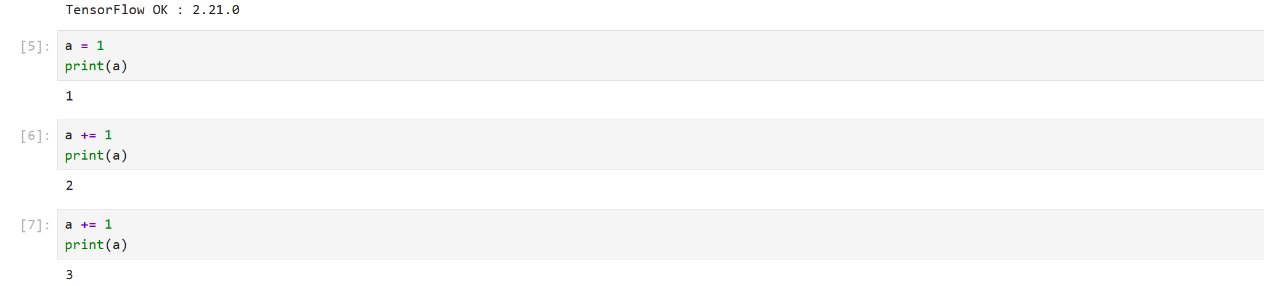 TensorFlow OK : 2.21.0
[5]: a = 1
print(a)
1
[6]: a += 1
print(a)
2
[7]: a += 1
print(a)
3